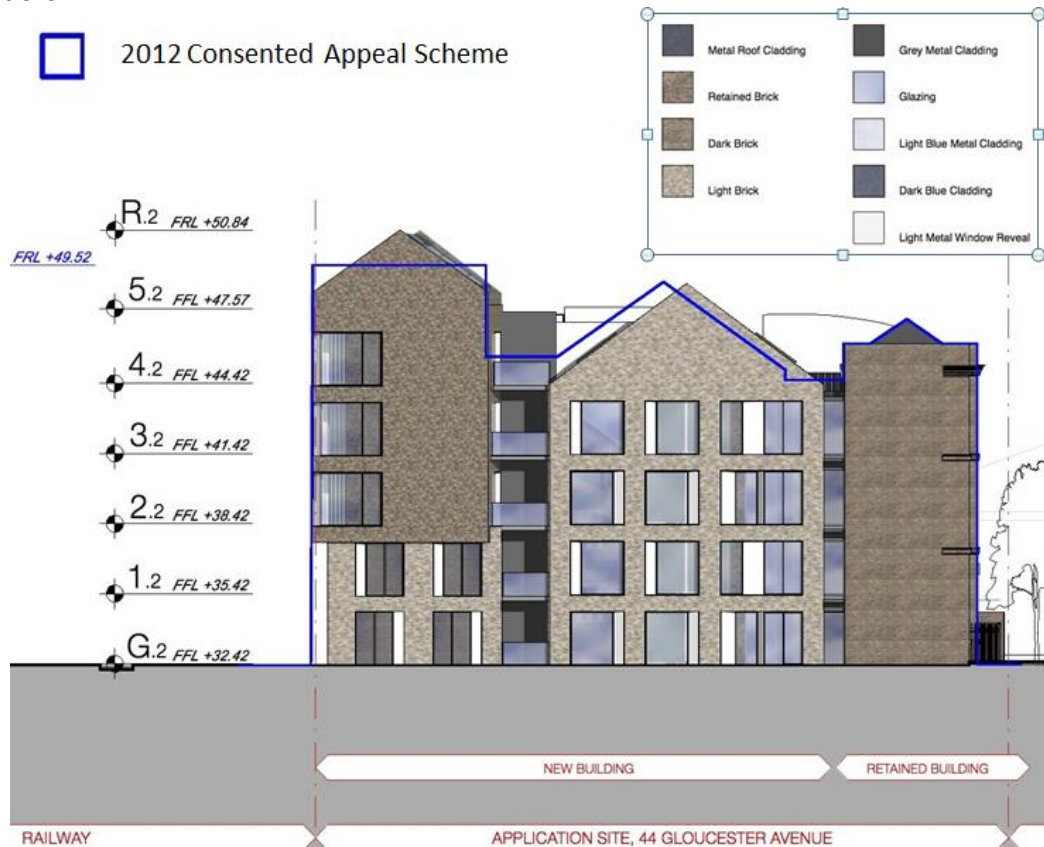 2012 Consented Appeal Scheme
Metal Roof Cladding
Grey Metal Cladding
Retained Brick
Glazing
Dark Brick
Light Blue Metal Cladding
Light Brick
Dark Blue Cladding
Light Metal Window Reveal
R.2 FRL +50.84
FRL +49.52
5.2 FFL +47.57
4.2 FFL +44.42
3.2 FFL +41.42
2.2 FFL +38.42
1.2 FFL +35.42
G.2 FFL +32.42
NEW BUILDING
RETAINED BUILDING
RAILWAY
APPLICATION SITE, 44 GLOUCESTER AVENUE